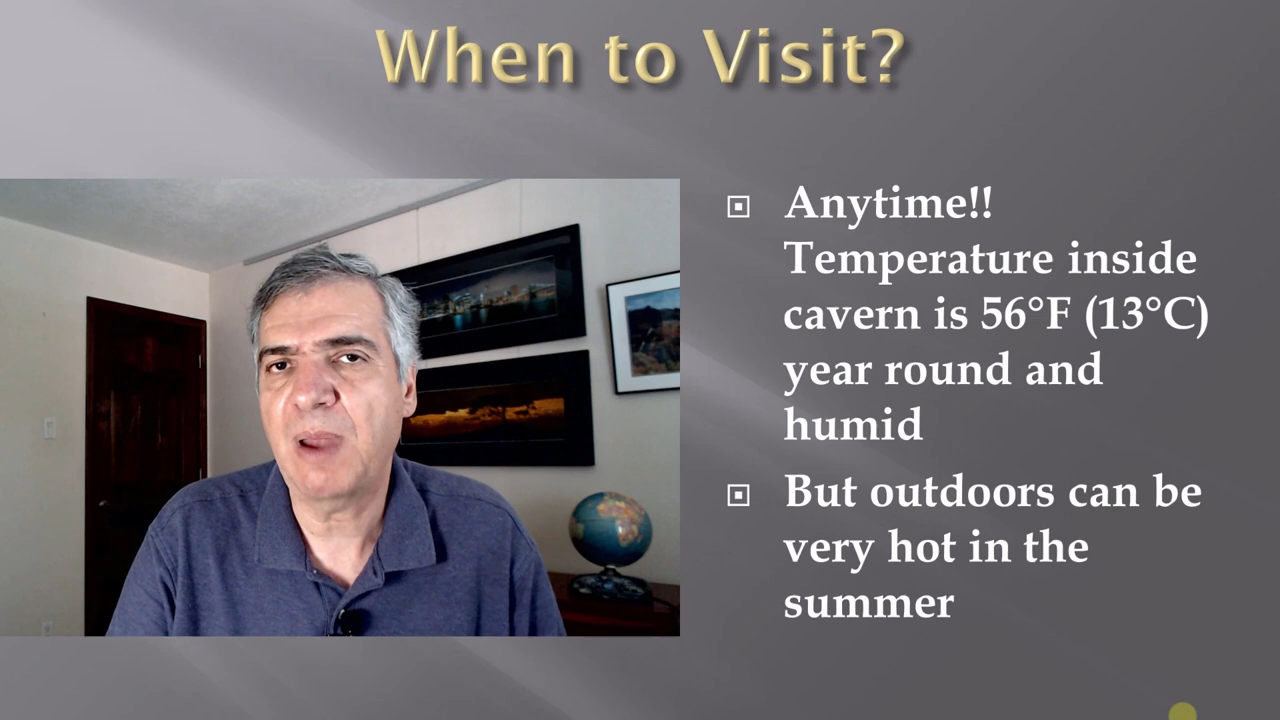 When to Visit?
Anytime!!
Temperature inside
cavern is 56°F (13°C)
year round and
humid
But outdoors can be
very hot in the
summer